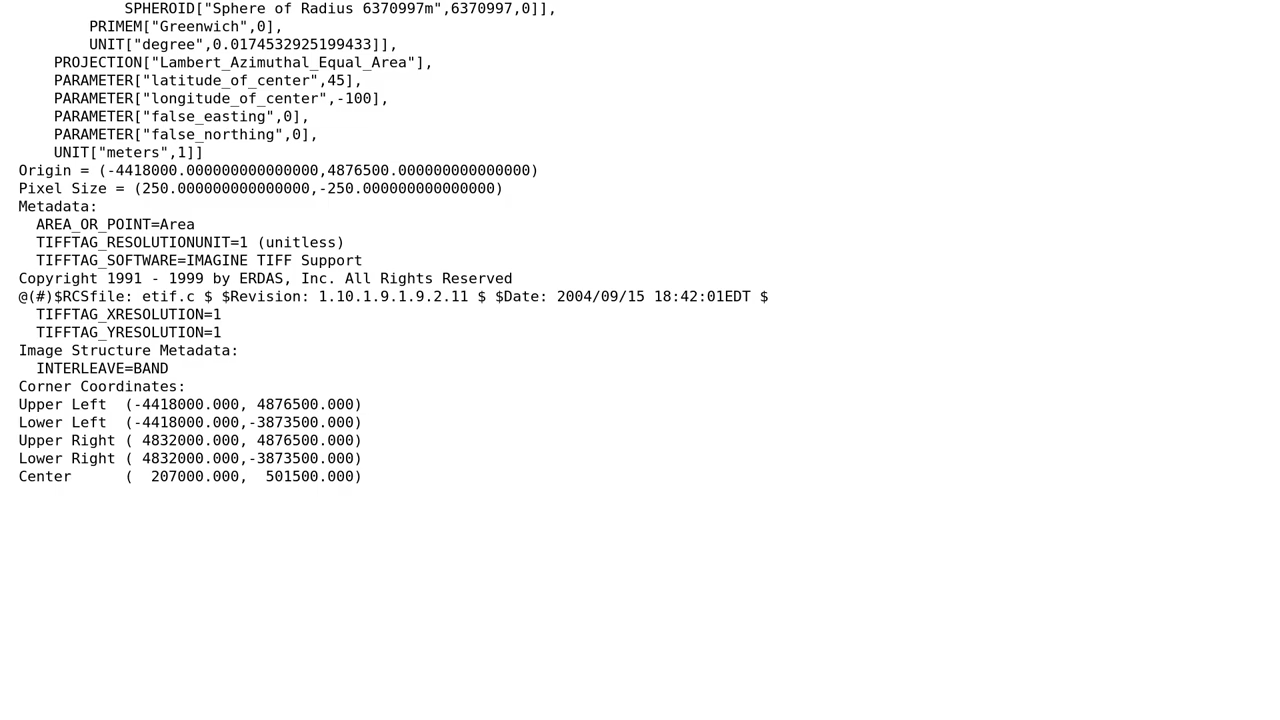 SPHEROID["Sphere of Radius 6370997m",6370997,0]],
PRIMEM["Greenwich",0],
UNIT["degree",0.0174532925199433]],
PROJECTION["Lambert_Azimuthal_Equal_Area"],
PARAMETER["latitude_of_center",45],
PARAMETER["longitude_of_center",-100],
PARAMETER["false_easting",0],
PARAMETER["false_northing",0],
UNIT["meters",1]]
Origin = (-4418000.000000000000000,4876500.000000000000000)
Pixel Size = (250.000000000000000,-250.000000000000000)
Metadata:
AREA_OR_POINT=Area
TIFFTAG_RESOLUTIONUNIT=1 (unitless)
TIFFTAG_SOFTWARE=IMAGINE TIFF Support
Copyright 1991 - 1999 by ERDAS, Inc. All Rights Reserved
@(#)$RCSfile: etif.c $ $Revision: 1.10.1.9.1.9.2.11 $ $Date: 2004/09/15 18:42:01EDT $
TIFFTAG_XRESOLUTION=1
TIFFTAG_YRESOLUTION=1
Image Structure Metadata:
INTERLEAVE=BAND
Corner Coordinates:
Upper Left  (-4418000.000, 4876500.000)
Lower Left  (-4418000.000,-3873500.000)
Upper Right ( 4832000.000, 4876500.000)
Lower Right ( 4832000.000,-3873500.000)
Center      (  207000.000,  501500.000)